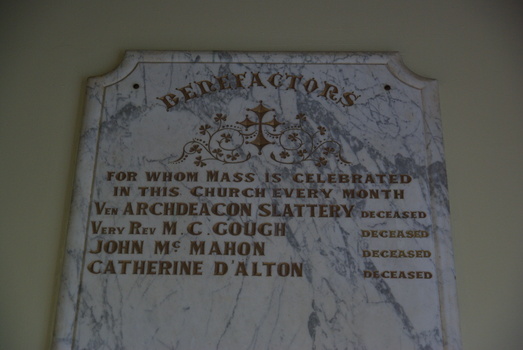 BENEFACTORS
FOR WHOM MASS IS CELEBRATED
IN THIS CHURCH EVERY MONTH
VEN ARCHDEACON SLATTERY DECEASED
VERY REV M. C. GOUGH DECEASED
JOHN Mc MAHON DECEASED
CATHERINE D'ALTON DECEASED